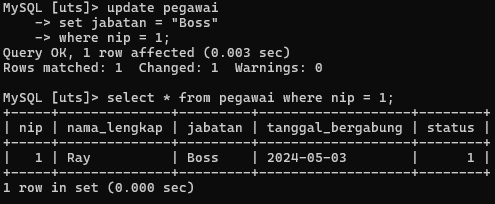 MySQL [uts]> update pegawai
    -> set jabatan = "Boss"
    -> where nip = 1;
Query OK, 1 row affected (0.003 sec)
Rows matched: 1  Changed: 1  Warnings: 0

MySQL [uts]> select * from pegawai where nip = 1;
+-----+--------------+---------+-------------------+--------+
| nip | nama_lengkap | jabatan | tanggal_bergabung | status |
+-----+--------------+---------+-------------------+--------+
|   1 | Ray          | Boss    | 2024-05-03        |      1 |
+-----+--------------+---------+-------------------+--------+
1 row in set (0.000 sec)